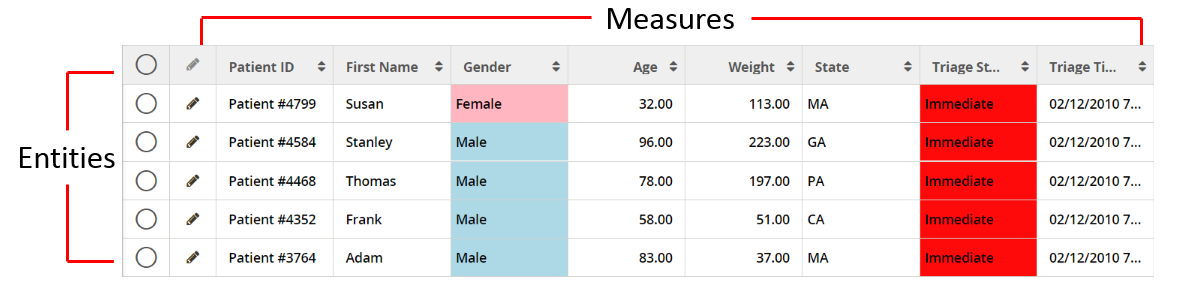 Measures
Patient ID First Name Gender Age Weight State Triage St... Triage Ti...
Patient #4799 Susan Female 32.00 113.00 MA Immediate 02/12/2010 7...
Patient #4584 Stanley Male 96.00 223.00 GA Immediate 02/12/2010 7...
Entities
Patient #4468 Thomas Male 78.00 197.00 PA Immediate 02/12/2010 7...
Patient #4352 Frank Male 58.00 51.00 CA Immediate 02/12/2010 7...
Patient #3764 Adam Male 83.00 37.00 MA Immediate 02/12/2010 7...